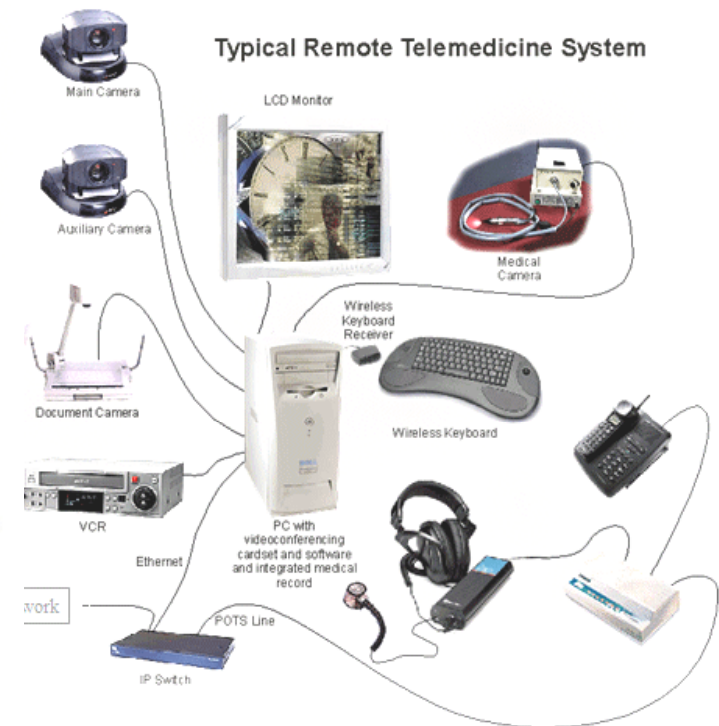 Typical Remote Telemedicine System
Main Camera
LCD Monitor
Auxiliary Camera
Medical
Camera
Wireless
Keyboard
Receiver
Document Camera
Wireless Keyboard
VCR
PC with
videoconferencing
cardset and software
and integrated medical
record
Ethernet
work
POTS Line
IP Switch